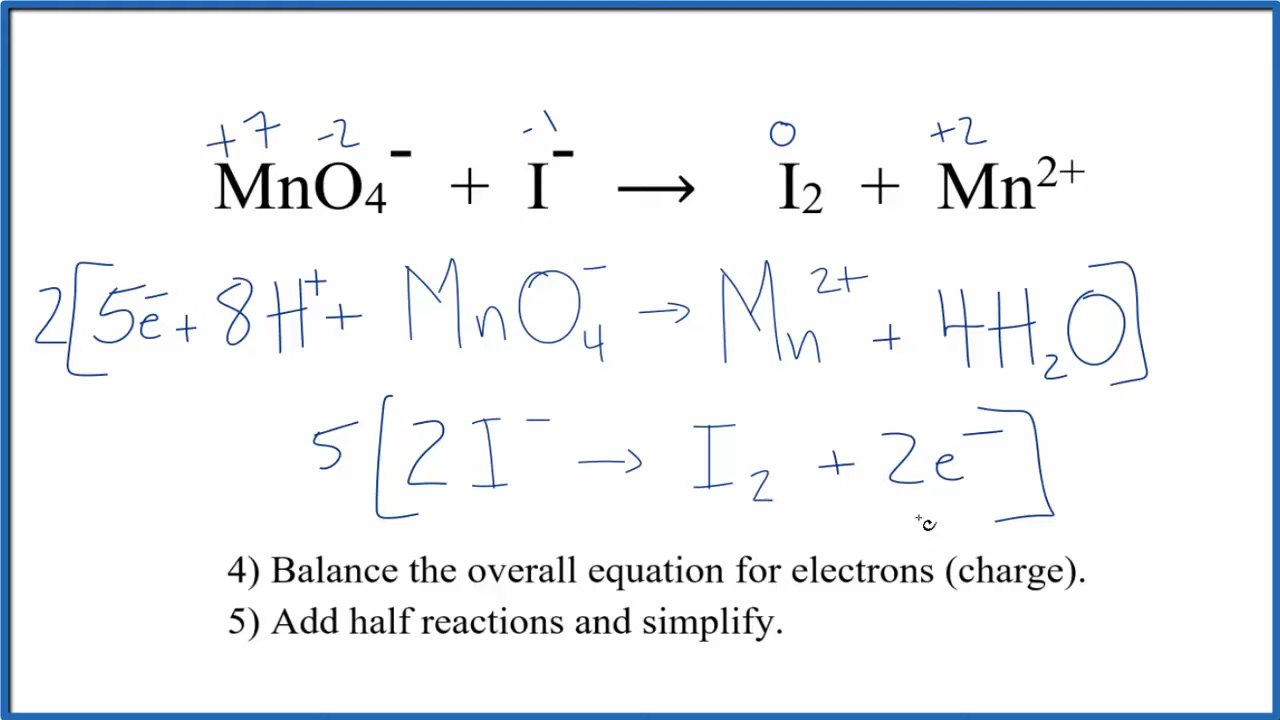 +7 -2 -1 0 +2
MnO₄⁻ + I⁻ → I₂ + Mn²⁺
2[5e⁻ + 8H⁺ + MnO₄⁻ → Mn²⁺ + 4H₂O]
5[2I⁻ → I₂ + 2e⁻]
4) Balance the overall equation for electrons (charge).
5) Add half reactions and simplify.